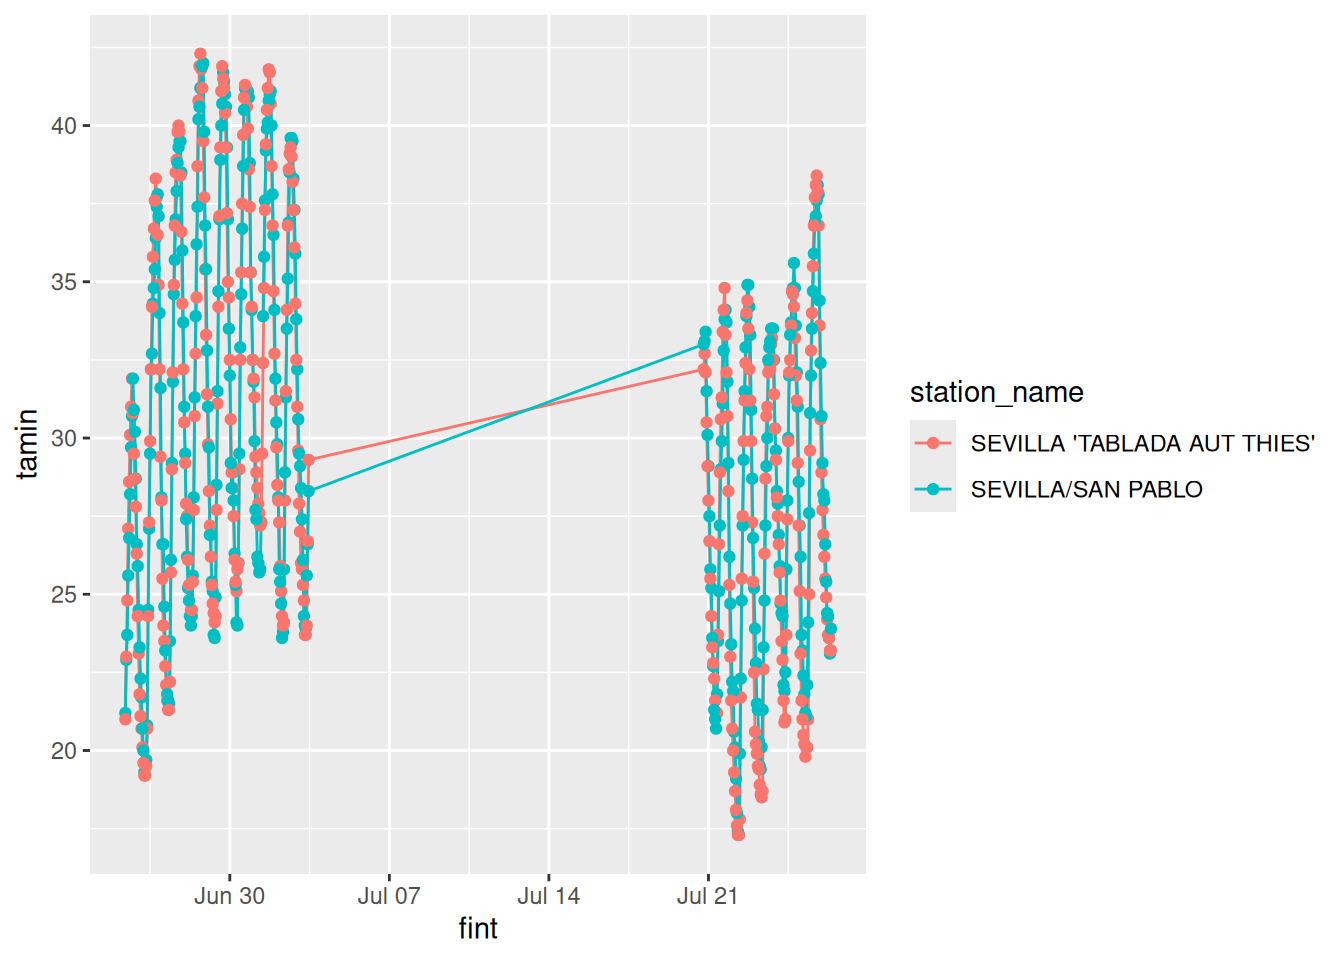 40
35
30
25
20
tamin
Jun 30
Jul 07
Jul 14
Jul 21
fint
station_name
SEVILLA 'TABLADA AUT THIES'
SEVILLA/SAN PABLO